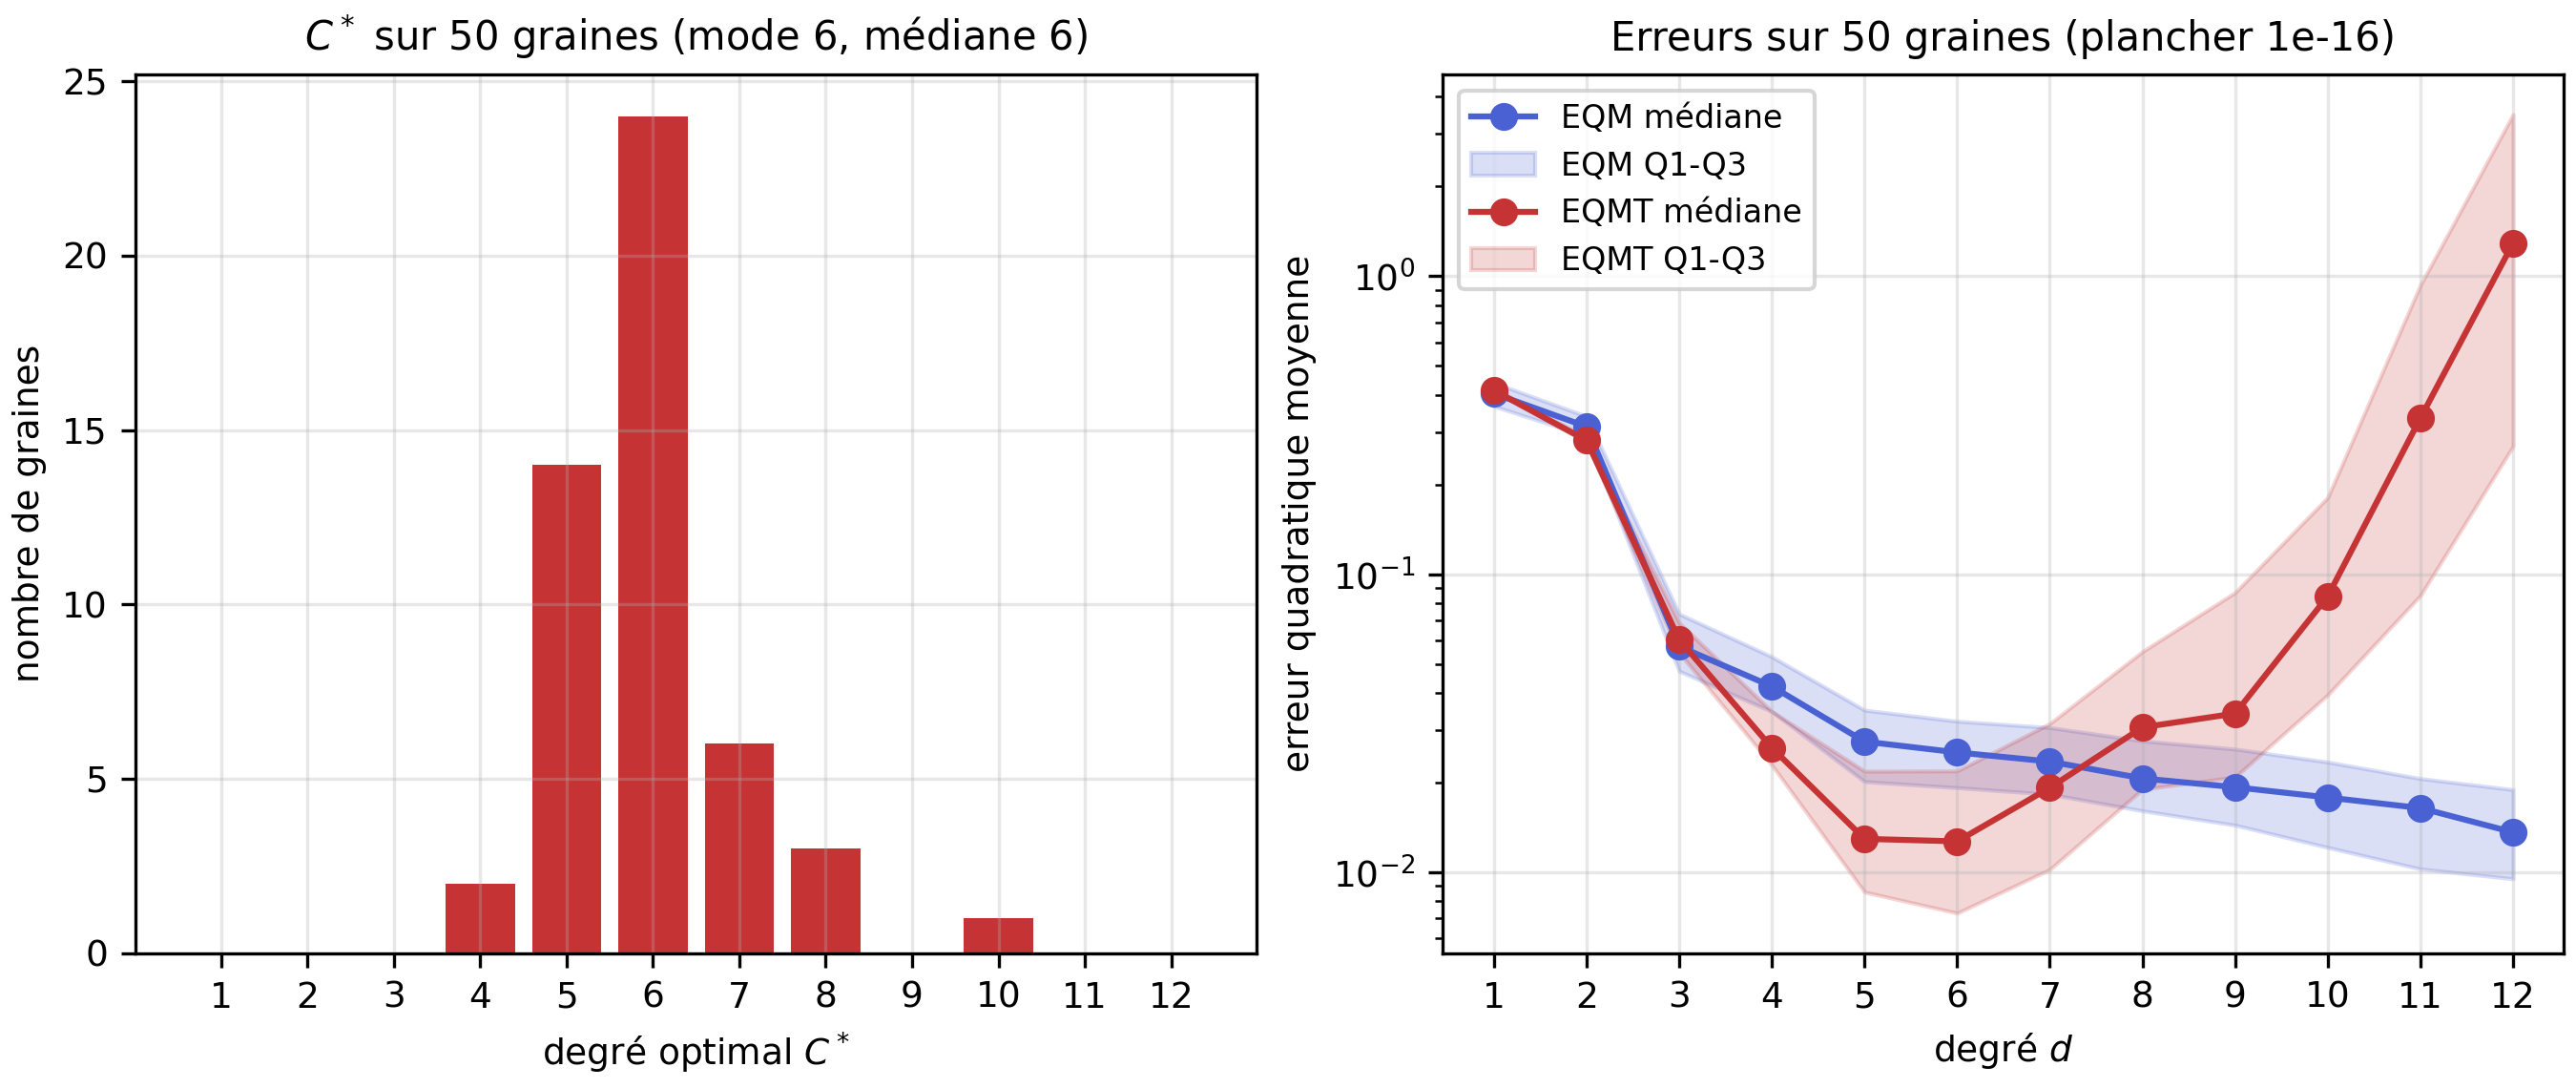 C* sur 50 graines (mode 6, médiane 6)
25
20
15
10
5
0
nombre de graines
1 2 3 4 5 6 7 8 9 10 11 12
degré optimal C*
Erreurs sur 50 graines (plancher 1e-16)
EQM médiane
EQM Q1-Q3
EQMT médiane
EQMT Q1-Q3
10⁰
10⁻¹
10⁻²
erreur quadratique moyenne
1 2 3 4 5 6 7 8 9 10 11 12
degré d